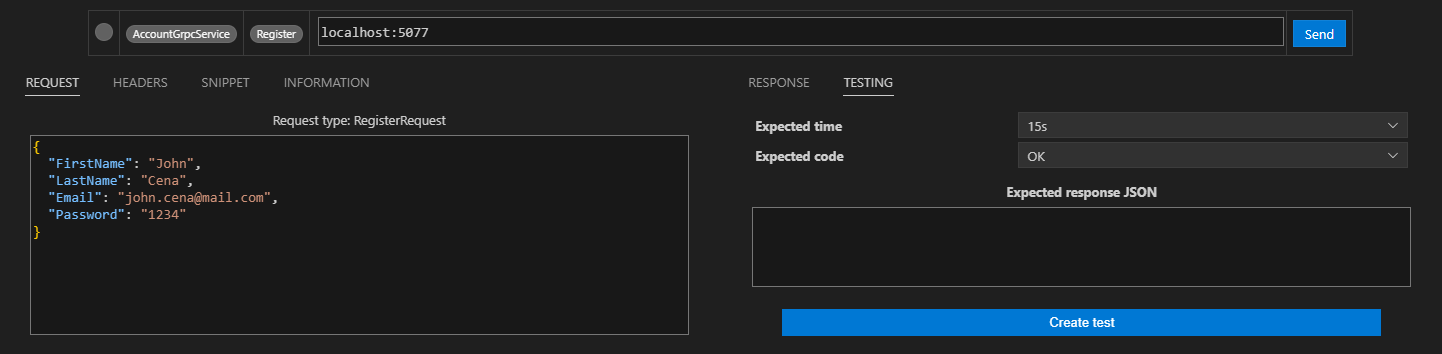 AccountGrpcService Register localhost:5077 Send
REQUEST HEADERS SNIPPET INFORMATION
RESPONSE TESTING
Request type: RegisterRequest
{
"FirstName": "John",
"LastName": "Cena",
"Email": "john.cena@mail.com",
"Password": "1234"
}
Expected time 15s
Expected code OK
Expected response JSON
Create test